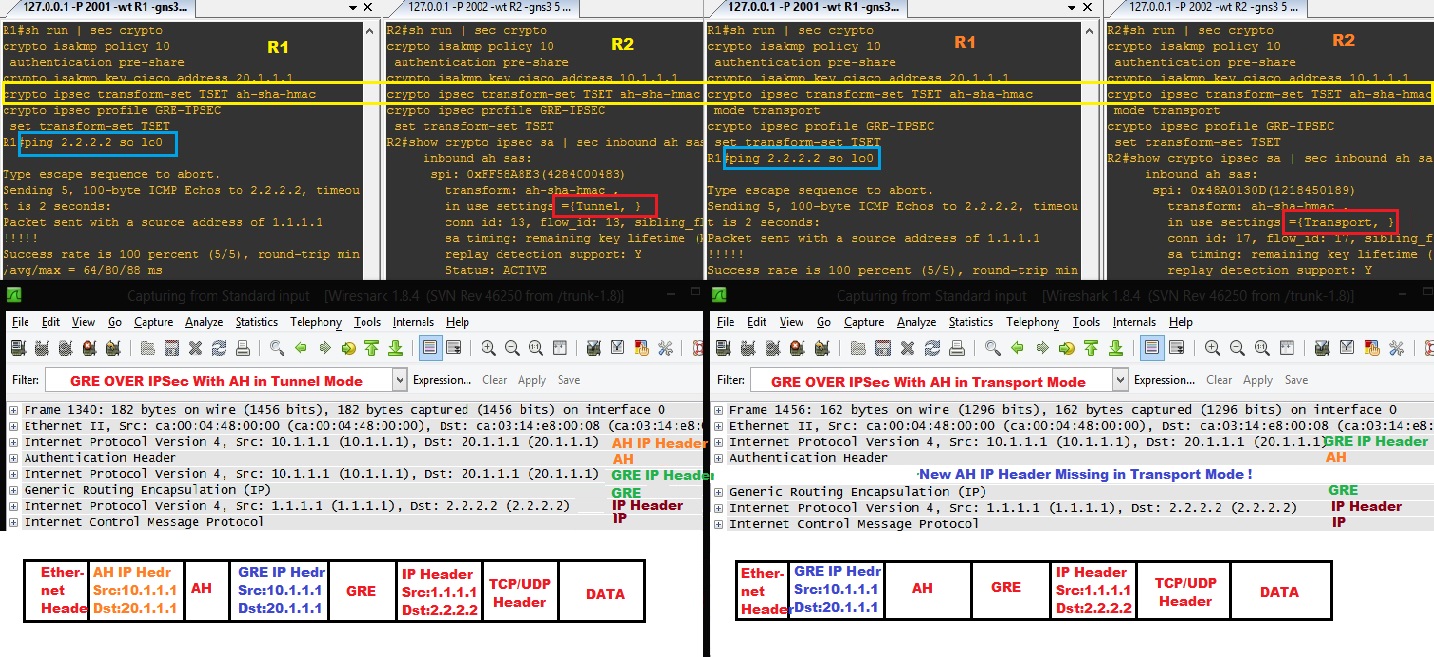 127.0.0.1 -P 2001 -wt R1 -gns3...
R1#sh run | sec crypto
R1
crypto isakmp policy 10
authentication pre-share
crypto isakmp key cisco address 20.1.1.1
crypto ipsec transform-set TSET ah-sha-hmac
crypto ipsec profile GRE-IPSEC
set transform-set TSET
R1#ping 2.2.2.2 so lo0
Type escape sequence to abort.
Sending 5, 100-byte ICMP Echos to 2.2.2.2, timeou
t is 2 seconds:
Packet sent with a source address of 1.1.1.1
!!!!!
Success rate is 100 percent (5/5), round-trip min
/avg/max = 64/80/88 ms
127.0.0.1 -P 2002 -wt R2 -gns3 5...
R2#sh run | sec crypto
R2
crypto isakmp policy 10
authentication pre-share
crypto isakmp key cisco address 10.1.1.1
crypto ipsec transform-set TSET ah-sha-hmac
crypto ipsec profile GRE-IPSEC
set transform-set TSET
R2#show crypto ipsec sa | sec inbound ah sas
inbound ah sas:
spi: 0xFF58A8E3(4284000483)
transform: ah-sha-hmac ,
in use settings ={Tunnel, }
conn id: 13, flow_id: 13, sibling_fl
sa timing: remaining key lifetime (
replay detection support: Y
Status: ACTIVE
127.0.0.1 -P 2001 -wt R1 -gns3...
R1#sh run | sec crypto
R1
crypto isakmp policy 10
authentication pre-share
crypto isakmp key cisco address 20.1.1.1
crypto ipsec transform-set TSET ah-sha-hmac
mode transport
crypto ipsec profile GRE-IPSEC
set transform-set TSET
R1#ping 2.2.2.2 so lo0
Type escape sequence to abort.
Sending 5, 100-byte ICMP Echos to 2.2.2.2, timeou
t is 2 seconds:
Packet sent with a source address of 1.1.1.1
!!!!!
Success rate is 100 percent (5/5), round-trip min
127.0.0.1 -P 2002 -wt R2 -gns3 5...
R2#sh run | sec crypto
R2
crypto isakmp policy 10
authentication pre-share
crypto isakmp key cisco address 10.1.1.1
crypto ipsec transform-set TSET ah-sha-hmac
mode transport
crypto ipsec profile GRE-IPSEC
set transform-set TSET
R2#show crypto ipsec sa | sec inbound ah sa
inbound ah sas:
spi: 0x48A0130D(1218450189)
transform: ah-sha-hmac ,
in use settings ={Transport, }
conn id: 17, flow_id: 17, sibling_f
sa timing: remaining key lifetime (
replay detection support: Y
Capturing from Standard input [Wireshark 1.8.4 (SVN Rev 46250 from /trunk-1.8)]
File Edit View Go Capture Analyze Statistics Telephony Tools Internals Help
Filter: GRE OVER IPSec With AH in Tunnel Mode Expression... Clear Apply Save
Frame 1340: 182 bytes on wire (1456 bits), 182 bytes captured (1456 bits) on interface 0
Ethernet II, Src: ca:00:04:48:00:00 (ca:00:04:48:00:00), Dst: ca:03:14:e8:00:08 (ca:03:
Internet Protocol Version 4, Src: 10.1.1.1 (10.1.1.1), Dst: 20.1.1.1 (20.1.1.1) AH IP Header
Authentication Header AH
Internet Protocol Version 4, Src: 10.1.1.1 (10.1.1.1), Dst: 20.1.1.1 (20.1.1.1) GRE IP Header
Generic Routing Encapsulation (IP) GRE
Internet Protocol Version 4, Src: 1.1.1.1 (1.1.1.1), Dst: 2.2.2.2 (2.2.2.2) IP Header
Internet Control Message Protocol IP
Capturing from Standard input [Wireshark 1.8.4 (SVN Rev 46250 from /trunk-1.8)]
File Edit View Go Capture Analyze Statistics Telephony Tools Internals Help
Filter: GRE OVER IPSec With AH in Transport Mode Expression... Clear Apply Save
Frame 1456: 162 bytes on wire (1296 bits), 162 bytes captured (1296 bits) on interface 0
Ethernet II, Src: ca:00:04:48:00:00 (ca:00:04:48:00:00), Dst: ca:03:14:e8:00:08 (ca:03:14:e8:
Internet Protocol Version 4, Src: 10.1.1.1 (10.1.1.1), Dst: 20.1.1.1 (20.1.1.1) GRE IP Header
Authentication Header AH
New AH IP Header Missing in Transport Mode !
Generic Routing Encapsulation (IP) GRE
Internet Protocol Version 4, Src: 1.1.1.1 (1.1.1.1), Dst: 2.2.2.2 (2.2.2.2) IP Header
Internet Control Message Protocol IP
Ether-
net
Header
AH IP Hedr
Src:10.1.1.1
Dst:20.1.1.1
AH
GRE IP Hedr
Src:10.1.1.1
Dst:20.1.1.1
GRE
IP Header
Src:1.1.1.1
Dst:2.2.2.2
TCP/UDP
Header
DATA
Ether-
net
Header
GRE IP Hedr
Src:10.1.1.1
Dst:20.1.1.1
AH
GRE
IP Header
Src:1.1.1.1
Dst:2.2.2.2
TCP/UDP
Header
DATA